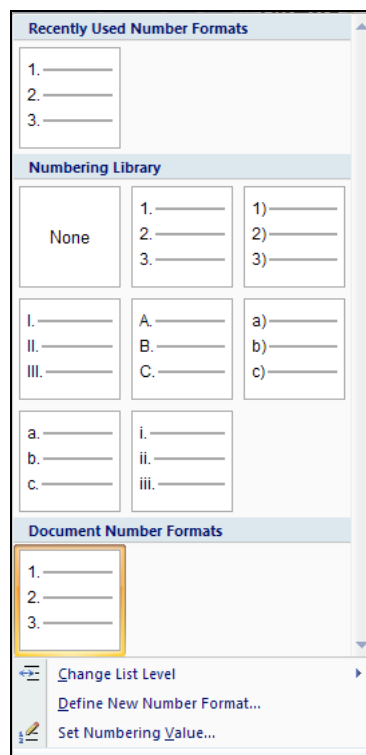 Recently Used Number Formats
1.
2.
3.
Numbering Library
None
1.
2.
3.
1)
2)
3)
I.
II.
III.
A.
B.
C.
a)
b)
c)
a.
b.
c.
i.
ii.
iii.
Document Number Formats
1.
2.
3.
Change List Level
Define New Number Format...
Set Numbering Value...